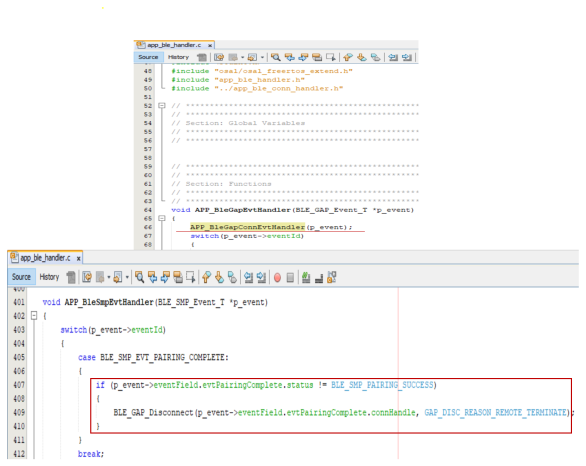 app_ble_handler.c x
Source History
48 #include "osal/osal_freertos_extend.h"
49 #include "app_ble_handler.h"
50 #include "../app_ble_conn_handler.h"
51
52 // ******************************************************
53 // ******************************************************
54 // Section: Global Variables
55 // ******************************************************
56 // ******************************************************
57
58
59 // ******************************************************
60 // ******************************************************
61 // Section: Functions
62 // ******************************************************
63 // ******************************************************
64 void APP_BleGapEvtHandler(BLE_GAP_Event_T *p_event)
65 {
66 APP_BleGapConnEvtHandler(p_event);
67 switch(p_event->eventId)
68 {
app_ble_handler.c x
Source History
400
401 void APP_BleSmpEvtHandler(BLE_SMP_Event_T *p_event)
402 {
403 switch(p_event->eventId)
404 {
405 case BLE_SMP_EVT_PAIRING_COMPLETE:
406 {
407 if (p_event->eventField.evtPairingComplete.status != BLE_SMP_PAIRING_SUCCESS)
408 {
409 BLE_GAP_Disconnect(p_event->eventField.evtPairingComplete.connHandle, GAP_DISC_REASON_REMOTE_TERMINATE);
410 }
411 }
412 break;